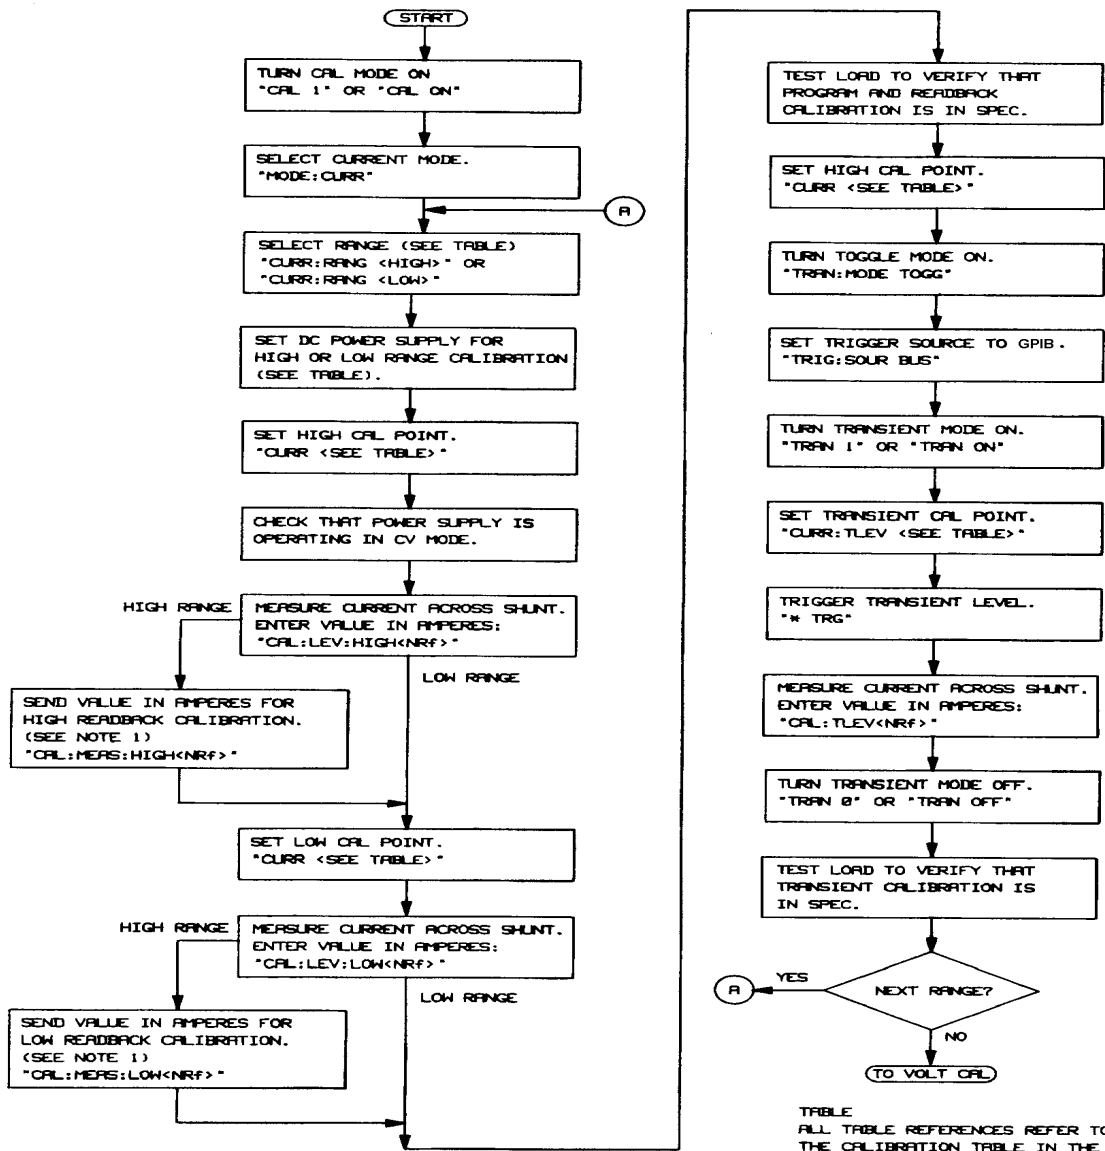 START
TURN CAL MODE ON
"CAL 1" OR "CAL ON"
SELECT CURRENT MODE.
"MODE:CURR"
A
SELECT RANGE (SEE TABLE)
"CURR:RANG <HIGH>" OR
"CURR:RANG <LOW>"
SET DC POWER SUPPLY FOR
HIGH OR LOW RANGE CALIBRATION
(SEE TABLE).
SET HIGH CAL POINT.
"CURR <SEE TABLE>"
CHECK THAT POWER SUPPLY IS
OPERATING IN CV MODE.
HIGH RANGE
MEASURE CURRENT ACROSS SHUNT.
ENTER VALUE IN AMPERES:
"CAL:LEV:HIGH<NRf>"
LOW RANGE
SEND VALUE IN AMPERES FOR
HIGH READBACK CALIBRATION.
(SEE NOTE 1)
"CAL:MEAS:HIGH<NRf>"
SET LOW CAL POINT.
"CURR <SEE TABLE>"
HIGH RANGE
MEASURE CURRENT ACROSS SHUNT.
ENTER VALUE IN AMPERES:
"CAL:LEV:LOW<NRf>"
LOW RANGE
SEND VALUE IN AMPERES FOR
LOW READBACK CALIBRATION.
(SEE NOTE 1)
"CAL:MEAS:LOW<NRf>"
TEST LOAD TO VERIFY THAT
PROGRAM AND READBACK
CALIBRATION IS IN SPEC.
SET HIGH CAL POINT.
"CURR <SEE TABLE>"
TURN TOGGLE MODE ON.
"TRAN:MODE TOGG"
SET TRIGGER SOURCE TO GPIB.
"TRIG:SOUR BUS"
TURN TRANSIENT MODE ON.
"TRAN 1" OR "TRAN ON"
SET TRANSIENT CAL POINT.
"CURR:TLEV <SEE TABLE>"
TRIGGER TRANSIENT LEVEL.
"* TRG"
MEASURE CURRENT ACROSS SHUNT.
ENTER VALUE IN AMPERES:
"CAL:TLEV<NRf>"
TURN TRANSIENT MODE OFF.
"TRAN 0" OR "TRAN OFF"
TEST LOAD TO VERIFY THAT
TRANSIENT CALIBRATION IS
IN SPEC.
A
YES
NEXT RANGE?
NO
TO VOLT CAL
TABLE
ALL TABLE REFERENCES REFER TO
THE CALIBRATION TABLE IN THE